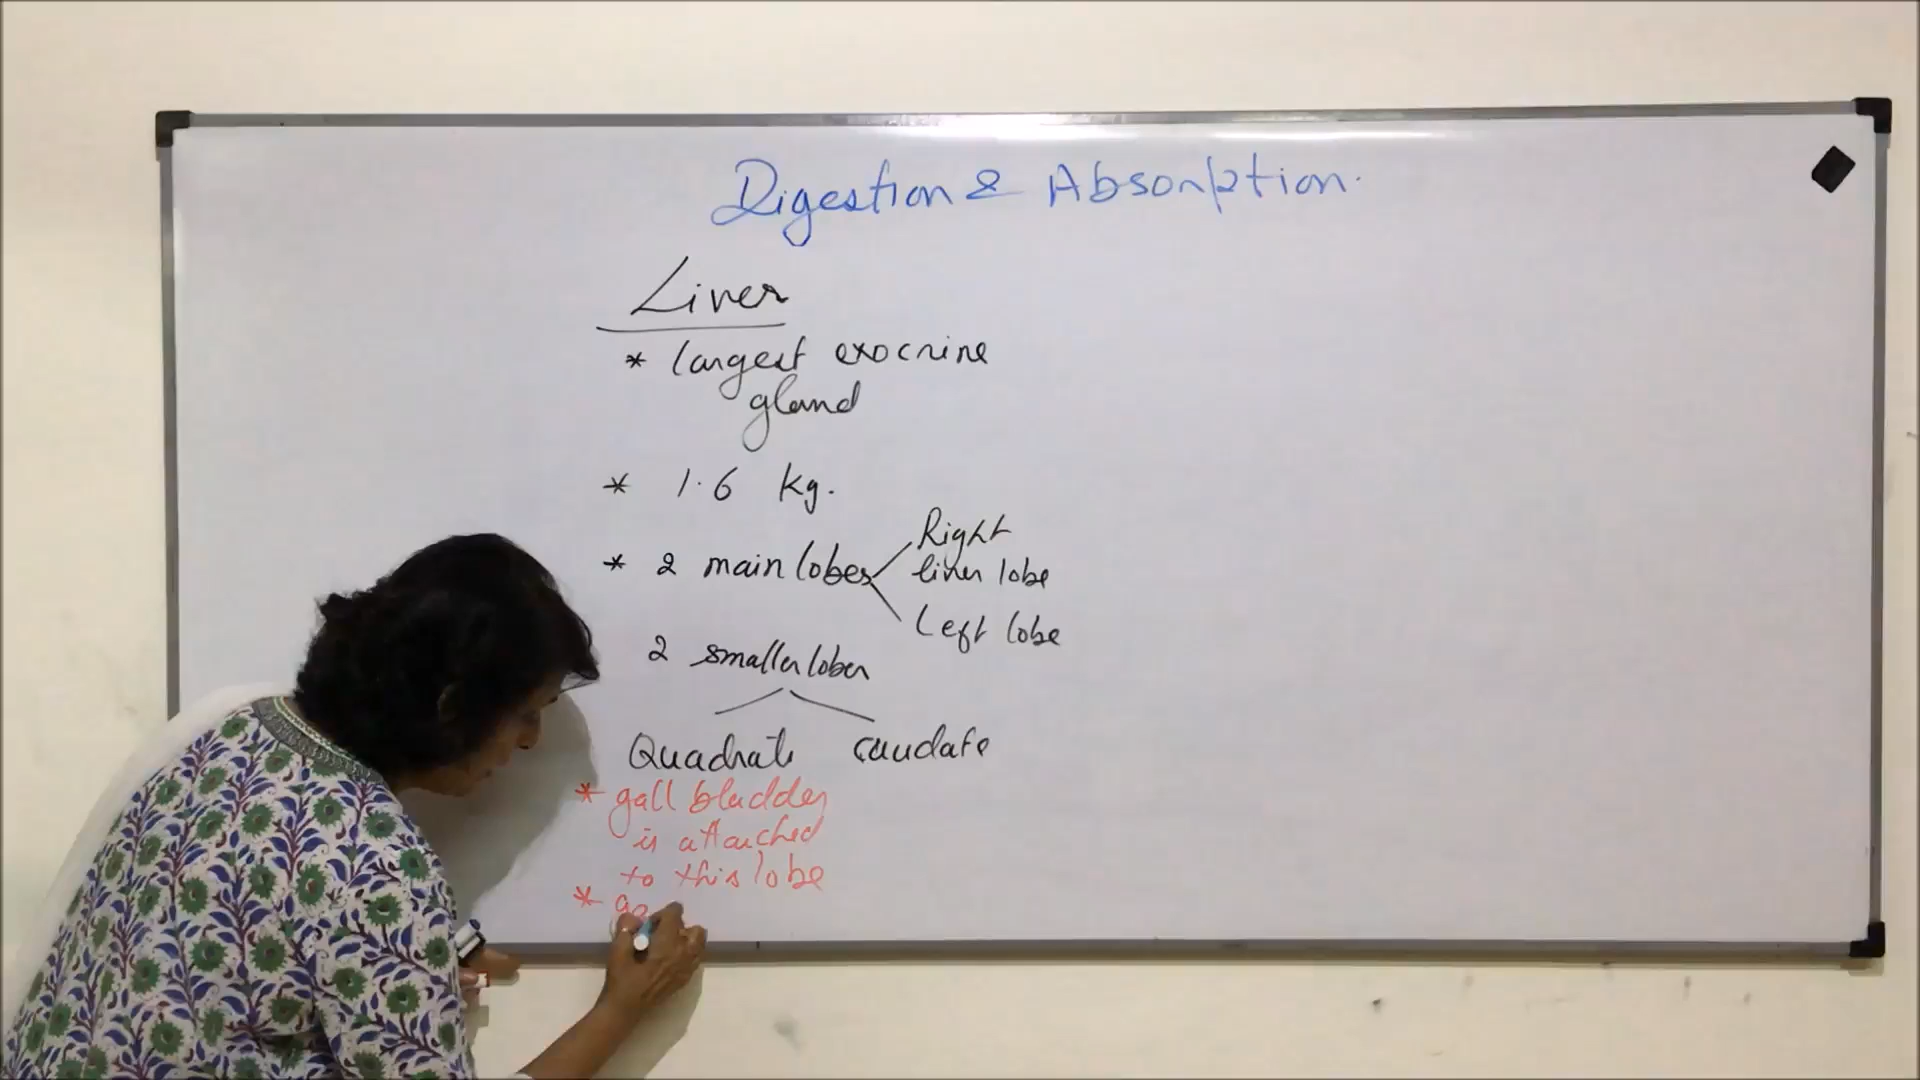 Digestion & Absorption.
Liver
* largest exocrine
gland
* 1.6 kg.
* 2 main lobes
Right
liver lobe
Left lobe
2 smaller lobes
Quadrate caudate
* gall bladder
is attached
to this lobe
*